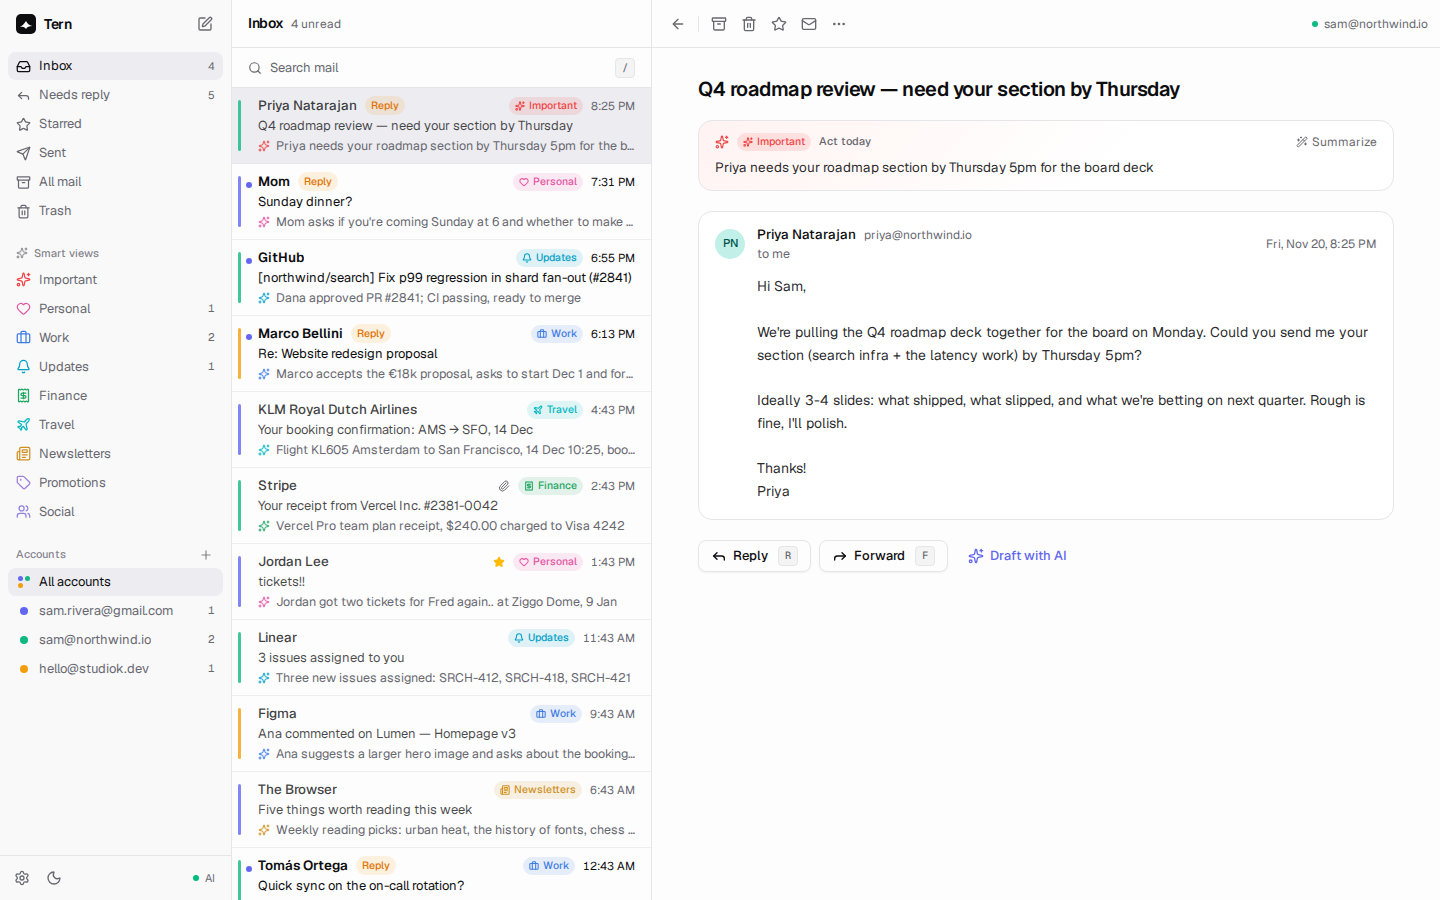 Tern
Inbox 4
Needs reply 5
Starred
Sent
All mail
Trash
Smart views
Important
Personal 1
Work 2
Updates 1
Finance
Travel
Newsletters
Promotions
Social
Accounts
All accounts
sam.rivera@gmail.com 1
sam@northwind.io 2
hello@studiok.dev 1
AI
Inbox 4 unread
Search mail /
Priya Natarajan Reply Important 8:25 PM
Q4 roadmap review — need your section by Thursday
Priya needs your roadmap section by Thursday 5pm for the b…
Mom Reply Personal 7:31 PM
Sunday dinner?
Mom asks if you're coming Sunday at 6 and whether to make …
GitHub Updates 6:55 PM
[northwind/search] Fix p99 regression in shard fan-out (#2841)
Dana approved PR #2841; CI passing, ready to merge
Marco Bellini Reply Work 6:13 PM
Re: Website redesign proposal
Marco accepts the €18k proposal, asks to start Dec 1 and for…
KLM Royal Dutch Airlines Travel 4:43 PM
Your booking confirmation: AMS → SFO, 14 Dec
Flight KL605 Amsterdam to San Francisco, 14 Dec 10:25, boo…
Stripe Finance 2:43 PM
Your receipt from Vercel Inc. #2381-0042
Vercel Pro team plan receipt, $240.00 charged to Visa 4242
Jordan Lee Personal 1:43 PM
tickets!!
Jordan got two tickets for Fred again.. at Ziggo Dome, 9 Jan
Linear Updates 11:43 AM
3 issues assigned to you
Three new issues assigned: SRCH-412, SRCH-418, SRCH-421
Figma Work 9:43 AM
Ana commented on Lumen — Homepage v3
Ana suggests a larger hero image and asks about the booking…
The Browser Newsletters 6:43 AM
Five things worth reading this week
Weekly reading picks: urban heat, the history of fonts, chess …
Tomás Ortega Reply Work 12:43 AM
Quick sync on the on-call rotation?
sam@northwind.io
Q4 roadmap review — need your section by Thursday
Important Act today Summarize
Priya needs your roadmap section by Thursday 5pm for the board deck
PN Priya Natarajan priya@northwind.io Fri, Nov 20, 8:25 PM
to me
Hi Sam,
We're pulling the Q4 roadmap deck together for the board on Monday. Could you send me your
section (search infra + the latency work) by Thursday 5pm?
Ideally 3-4 slides: what shipped, what slipped, and what we're betting on next quarter. Rough is
fine, I'll polish.
Thanks!
Priya
Reply R Forward F Draft with AI